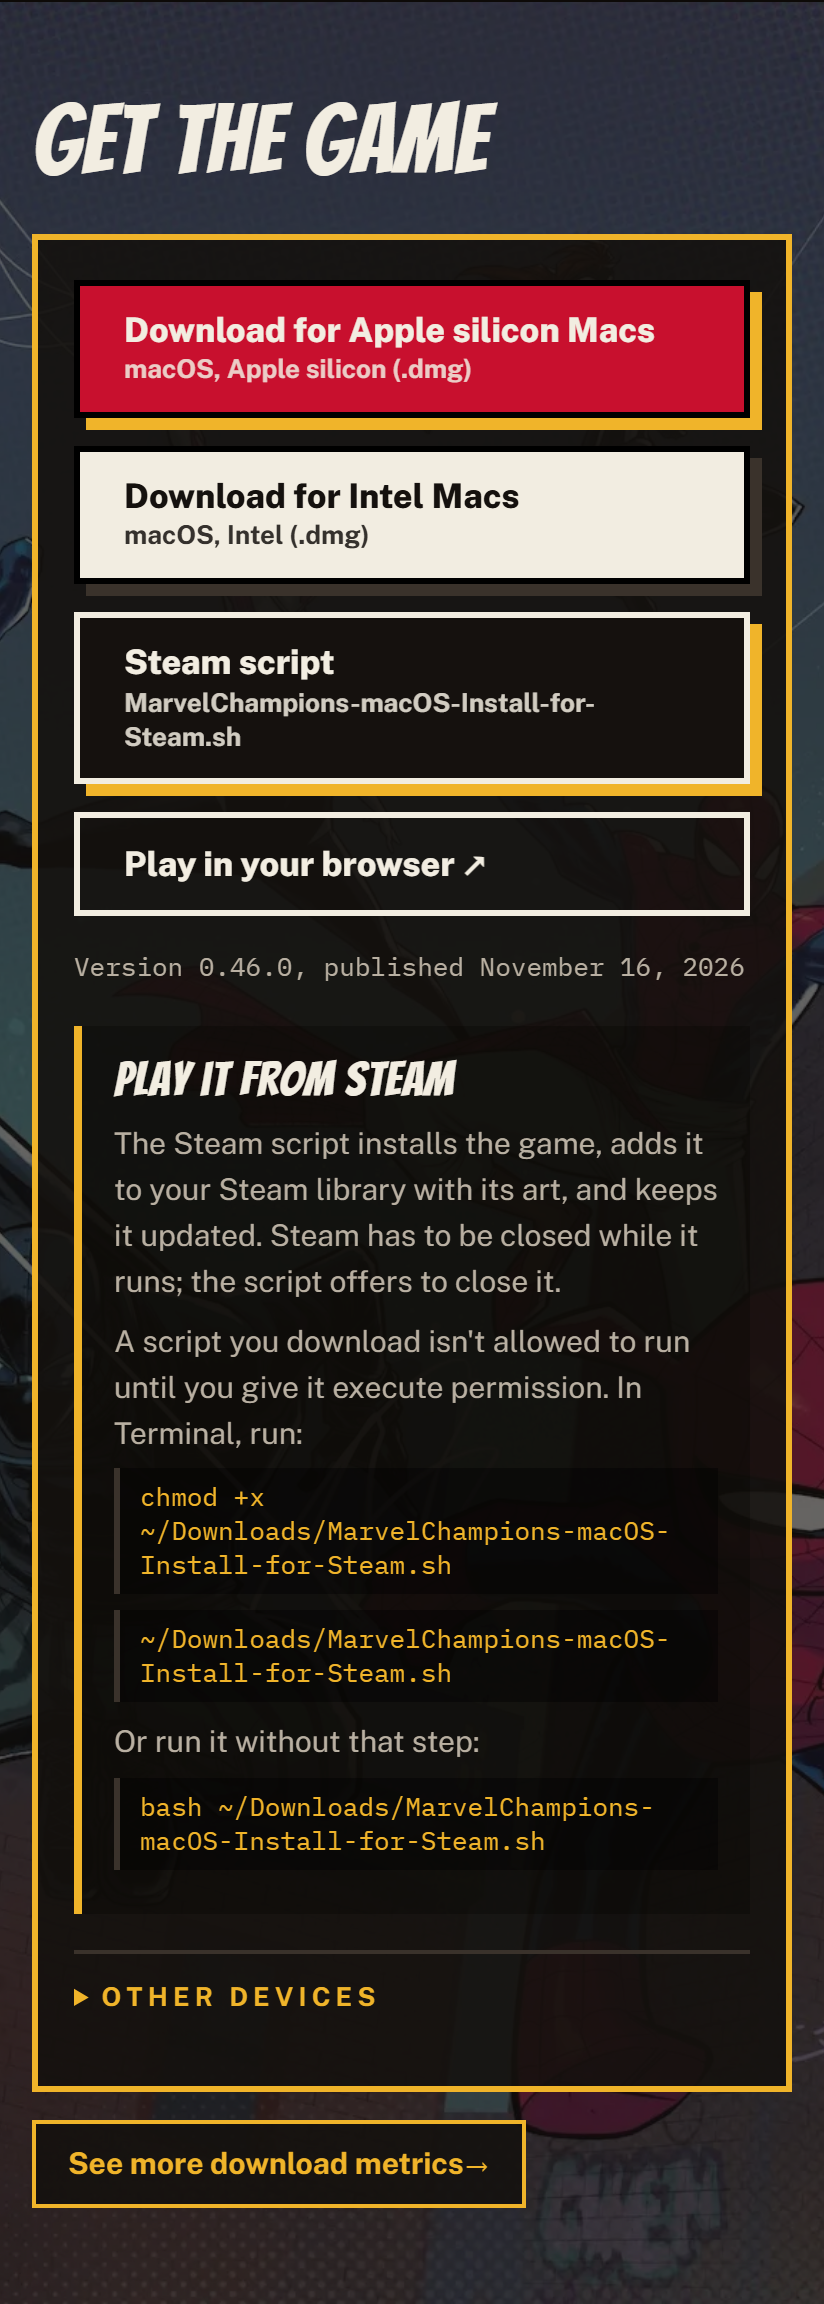 GET THE GAME
Download for Apple silicon Macs
macOS, Apple silicon (.dmg)
Download for Intel Macs
macOS, Intel (.dmg)
Steam script
MarvelChampions-macOS-Install-for-
Steam.sh
Play in your browser ↗
Version 0.46.0, published November 16, 2026
PLAY IT FROM STEAM
The Steam script installs the game, adds it
to your Steam library with its art, and keeps
it updated. Steam has to be closed while it
runs; the script offers to close it.
A script you download isn't allowed to run
until you give it execute permission. In
Terminal, run:
chmod +x
~/Downloads/MarvelChampions-macOS-
Install-for-Steam.sh
~/Downloads/MarvelChampions-macOS-
Install-for-Steam.sh
Or run it without that step:
bash ~/Downloads/MarvelChampions-
macOS-Install-for-Steam.sh
▶ OTHER DEVICES
See more download metrics→